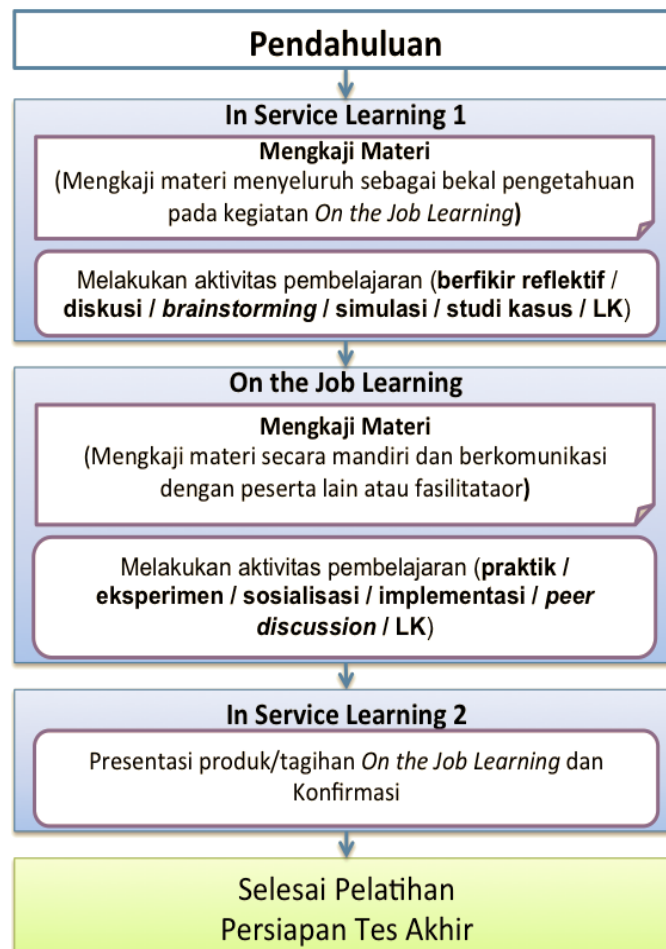 Pendahuluan
In Service Learning 1
Mengkaji Materi
(Mengkaji materi menyeluruh sebagai bekal pengetahuan
pada kegiatan On the Job Learning)
Melakukan aktivitas pembelajaran (berfikir reflektif /
diskusi / brainstorming / simulasi / studi kasus / LK)
On the Job Learning
Mengkaji Materi
(Mengkaji materi secara mandiri dan berkomunikasi
dengan peserta lain atau fasilitataor)
Melakukan aktivitas pembelajaran (praktik /
eksperimen / sosialisasi / implementasi / peer
discussion / LK)
In Service Learning 2
Presentasi produk/tagihan On the Job Learning dan
Konfirmasi
Selesai Pelatihan
Persiapan Tes Akhir